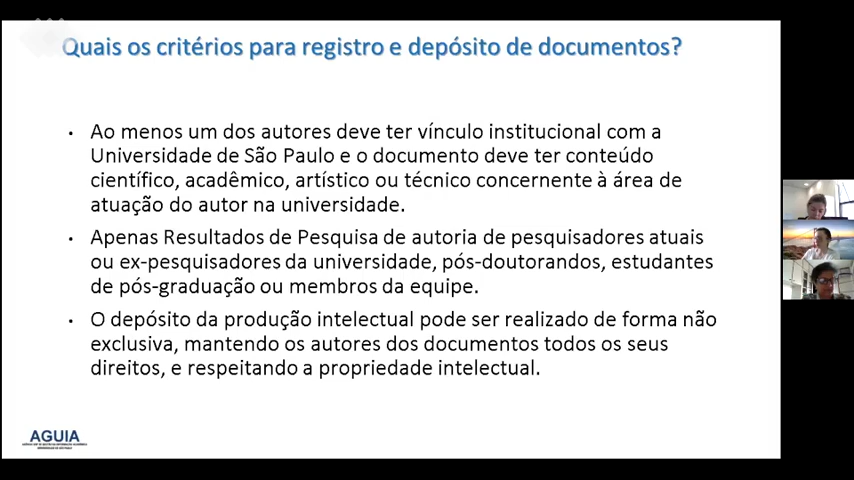 Quais os critérios para registro e depósito de documentos?
• Ao menos um dos autores deve ter vínculo institucional com a
Universidade de São Paulo e o documento deve ter conteúdo
científico, acadêmico, artístico ou técnico concernente à área de
atuação do autor na universidade.
• Apenas Resultados de Pesquisa de autoria de pesquisadores atuais
ou ex-pesquisadores da universidade, pós-doutorandos, estudantes
de pós-graduação ou membros da equipe.
• O depósito da produção intelectual pode ser realizado de forma não
exclusiva, mantendo os autores dos documentos todos os seus
direitos, e respeitando a propriedade intelectual.
AGUIA